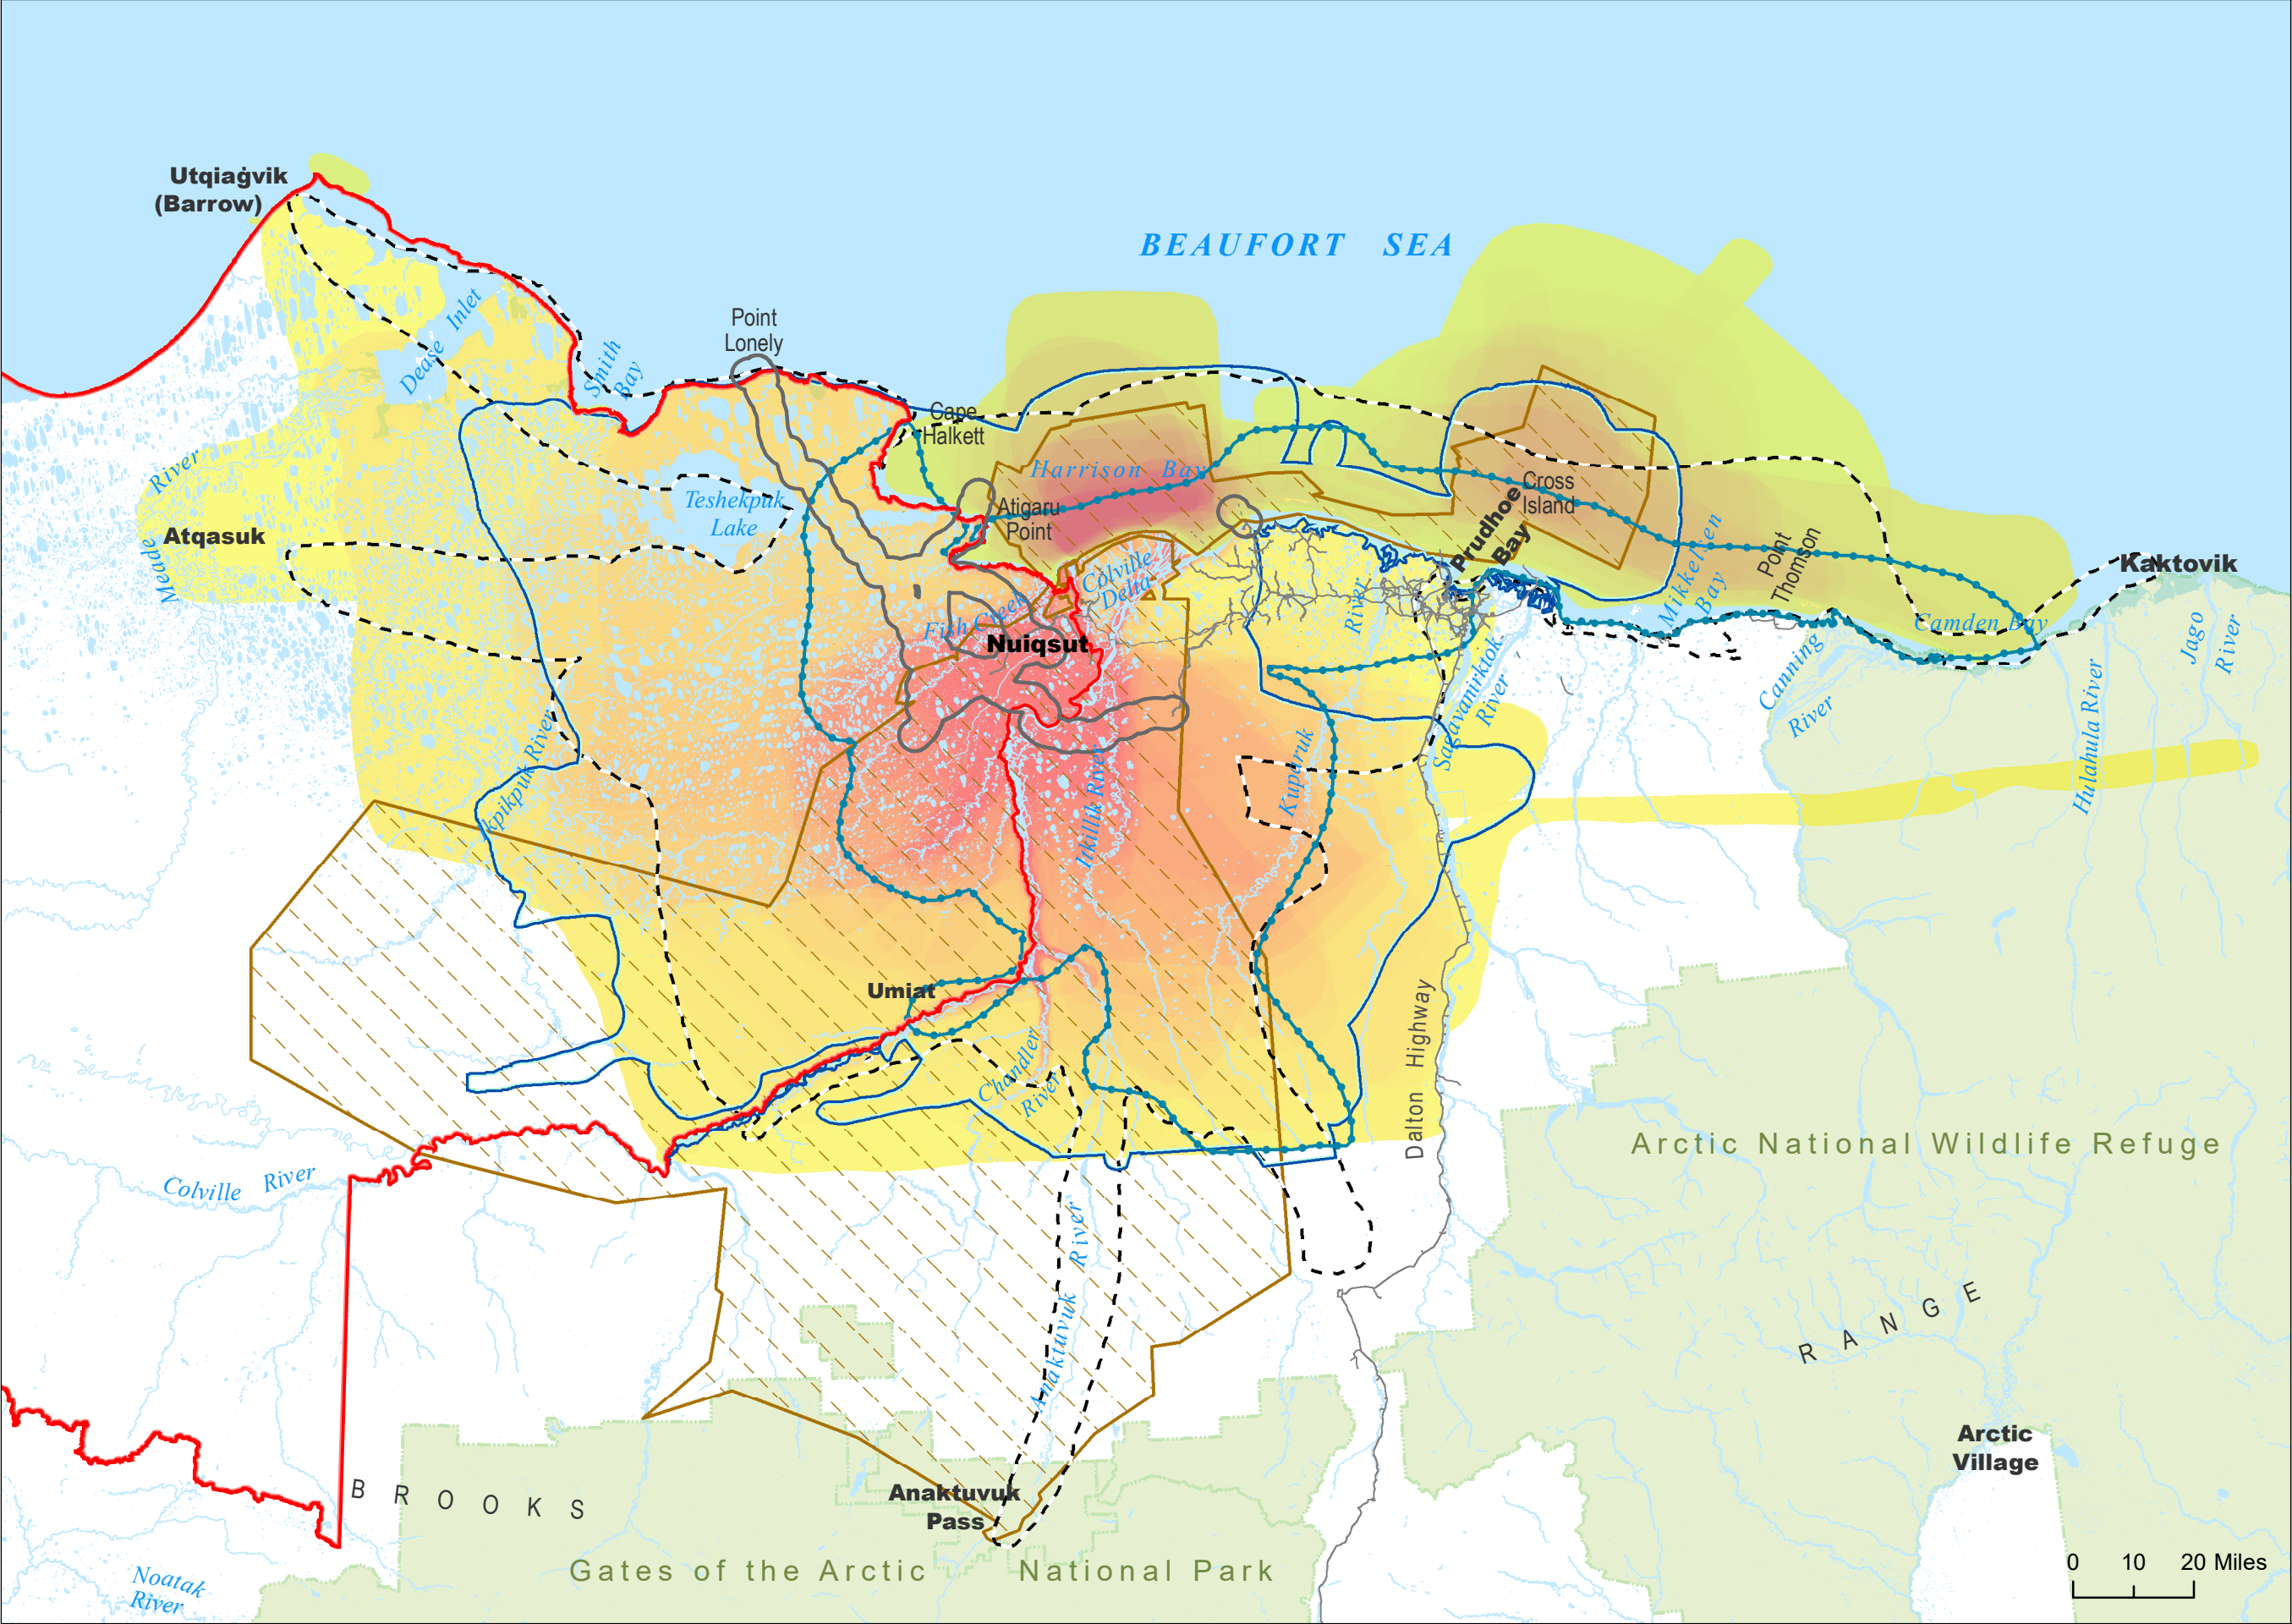 Utqiaġvik
(Barrow)
BEAUFORT SEA
Dease Inlet
Smith
Bay
Point
Lonely
Cape
Halkett
Harrison Bay
River
Meade
Atqasuk
Teshekpuk
Lake
Atigaru
Point
Colville
Delta
Fish Creek
Nuiqsut
Prudhoe
Bay
Cross
Island
River
Mikkelsen
Bay
Point
Thomson
Kaktovik
Camden Bay
Canning
River
Jago
River
Hulahula River
Sagavanirktok
River
Kuparuk
Itkillik River
kpikpuk River
Umiat
Chandler
River
Dalton Highway
Arctic National Wildlife Refuge
Colville River
Anaktuvuk River
RANGE
BROOKS
Anaktuvuk
Pass
Arctic
Village
Gates of the Arctic National Park
Noatak
River
0 10 20 Miles